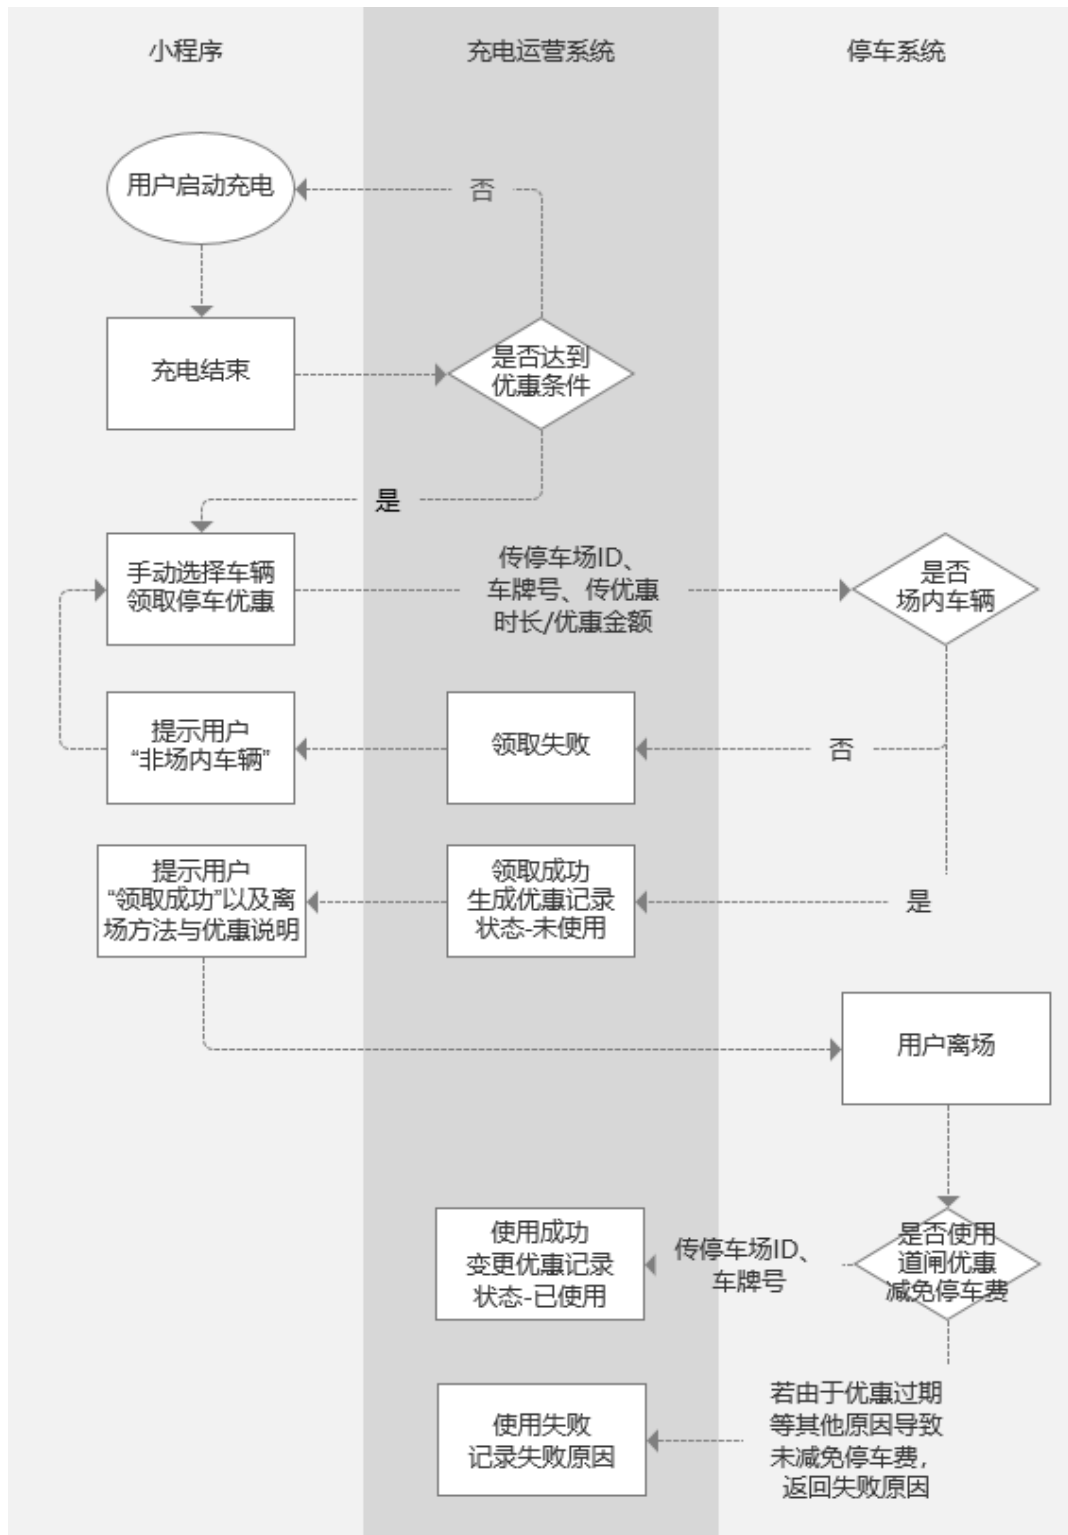 小程序
充电运营系统
停车系统
用户启动充电
否
充电结束
是否达到
优惠条件
是
手动选择车辆
领取停车优惠
传停车场ID、
车牌号、传优惠
时长/优惠金额
是否
场内车辆
提示用户
“非场内车辆”
领取失败
否
提示用户
“领取成功”以及离
场方法与优惠说明
领取成功
生成优惠记录
状态-未使用
是
用户离场
使用成功
变更优惠记录
状态-已使用
传停车场ID、
车牌号
是否使用
道闸优惠
减免停车费
使用失败
记录失败原因
若由于优惠过期
等其他原因导致
未减免停车费，
返回失败原因